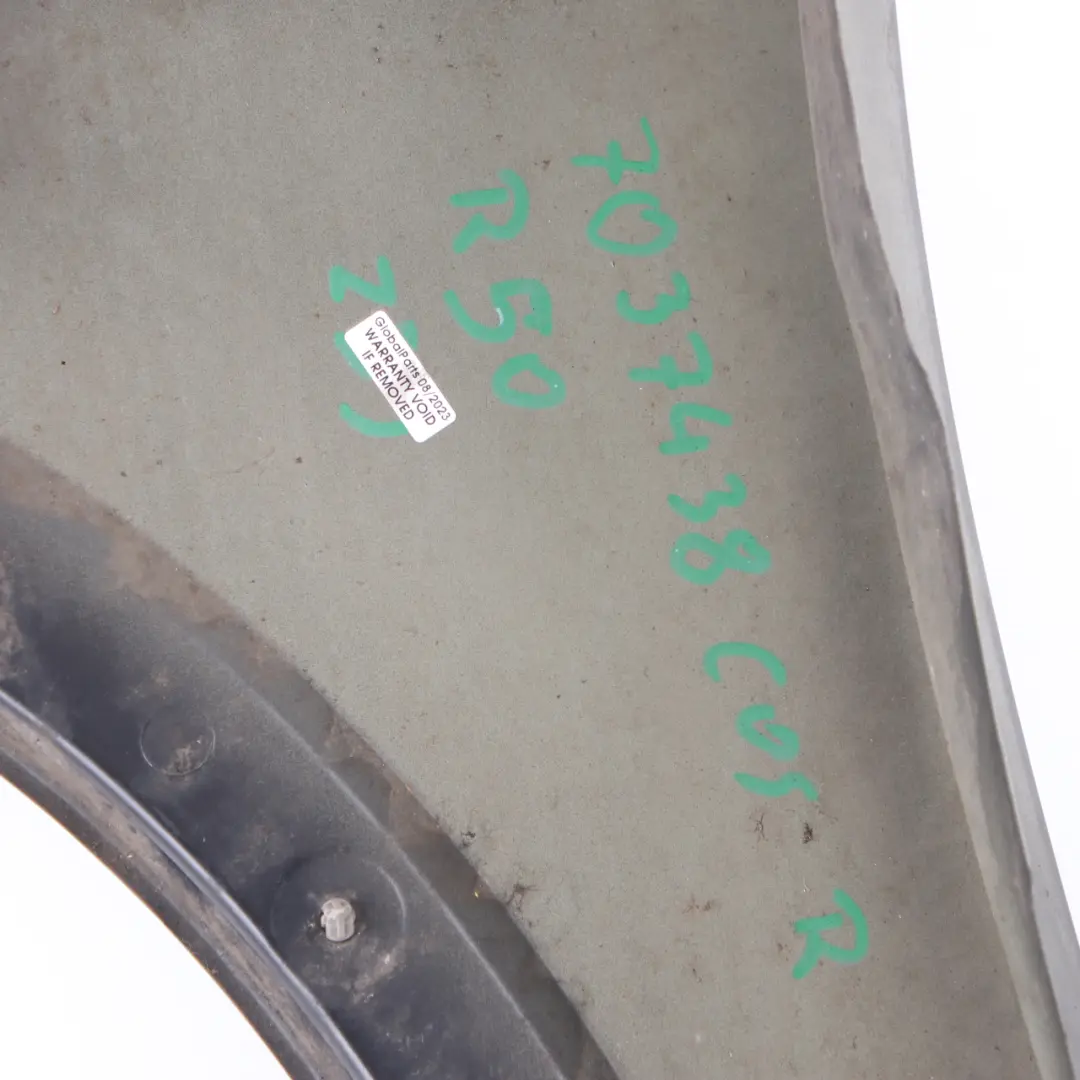 7037438 C05 R
R50
GlobalParts 08/2023
WARRANTY VOID
IF REMOVED